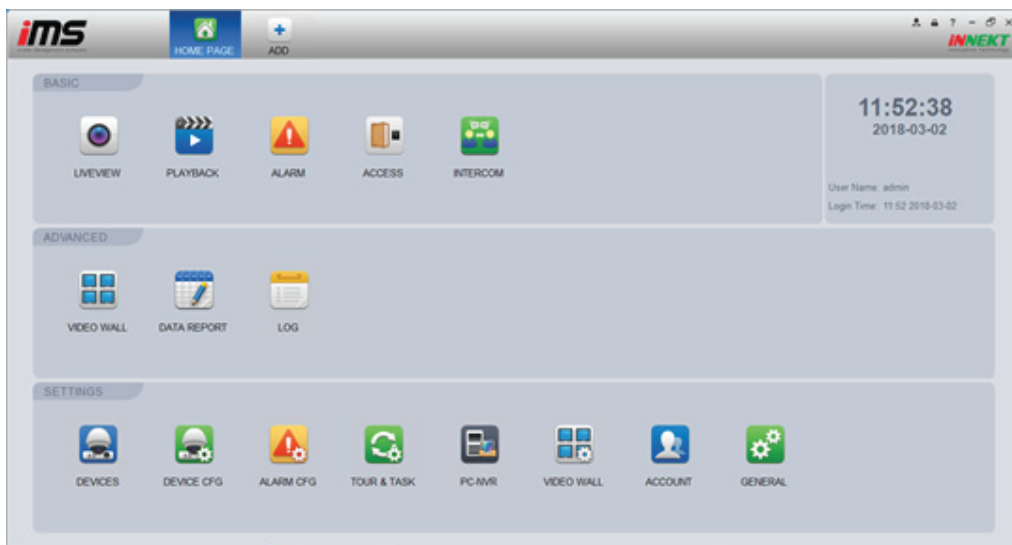 iMS
HOME PAGE
ADD
iNNEKT
BASIC
LIVEVIEW
PLAYBACK
ALARM
ACCESS
INTERCOM
11:52:38
2018-03-02
User Name: admin
Login Time: 11:52 2018-03-02
ADVANCED
VIDEO WALL
DATA REPORT
LOG
SETTINGS
DEVICES
DEVICE CFG
ALARM CFG
TOUR & TASK
PC-NVR
VIDEO WALL
ACCOUNT
GENERAL